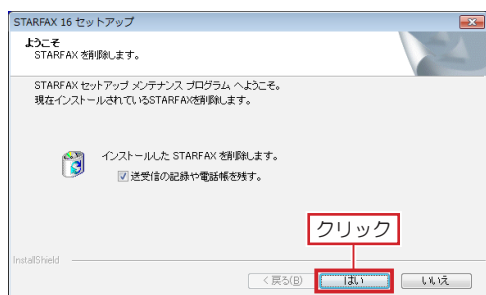 STARFAX 16 セットアップ
ようこそ
STARFAX を削除します。
STARFAX セットアップ メンテナンス プログラム へようこそ。
現在インストールされているSTARFAXを削除します。
インストールした STARFAX を削除します。
送受信の記録や電話帳を残す。
クリック
InstallShield
< 戻る(B)
はい
いいえ